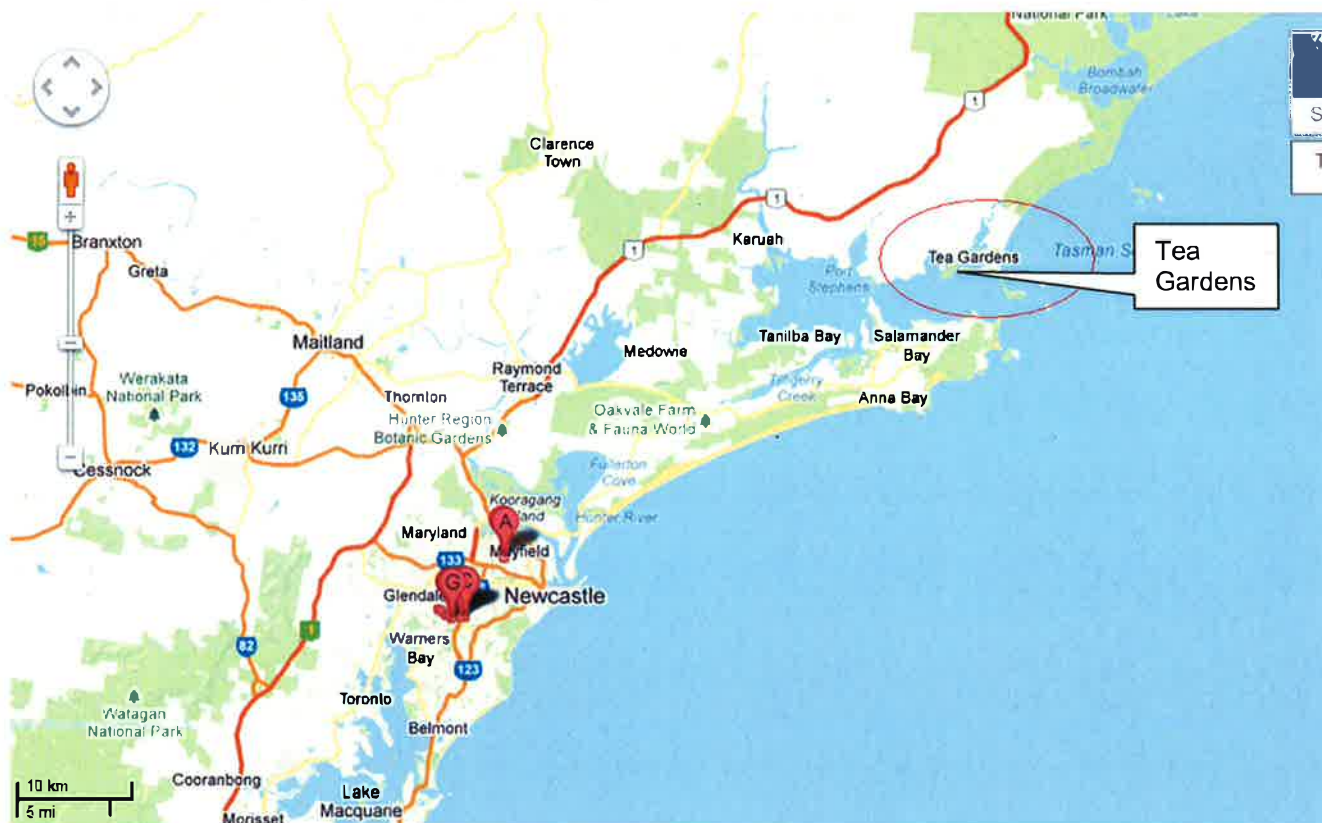 National Park
Lake
Bombah
Broadwater
S
T
1
Clarence
Town
1
Karuah
1
15
Branxton
Greta
Tea Gardens
Tasman S
Tea
Gardens
Port
Stephens
Maitland
Medowie
Tanilba Bay
Salamander
Bay
Raymond
Terrace
Pokolbin
Werakata
National Park
135
Thornton
Tilligerry
Creek
Anna Bay
Hunter Region
Botanic Gardens
Oakvale Farm
& Fauna World
132
Kurri Kurri
Cessnock
Fullerton
Cove
Kooragang
Island
Hunter River
A
Maryland
Mayfield
133
G
Glendale
Newcastle
1
82
Warners
Bay
123
Toronto
Watagan
National Park
Belmont
Cooranbong
10 km
5 mi
Lake
Macquarie
Morisset